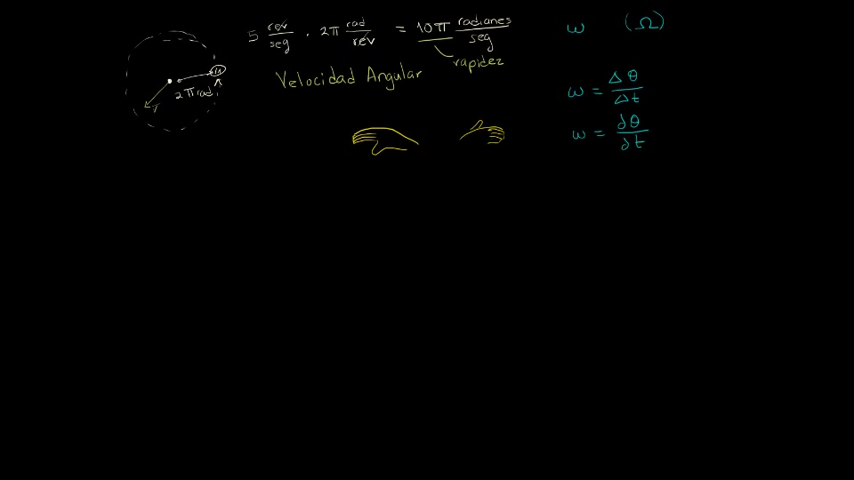 5 rev/seg · 2π rad/rev = 10π radianes/seg
rapidez
Velocidad Angular
2π rad
r
ω (Ω)
ω = Δθ/Δt
ω = dθ/dt